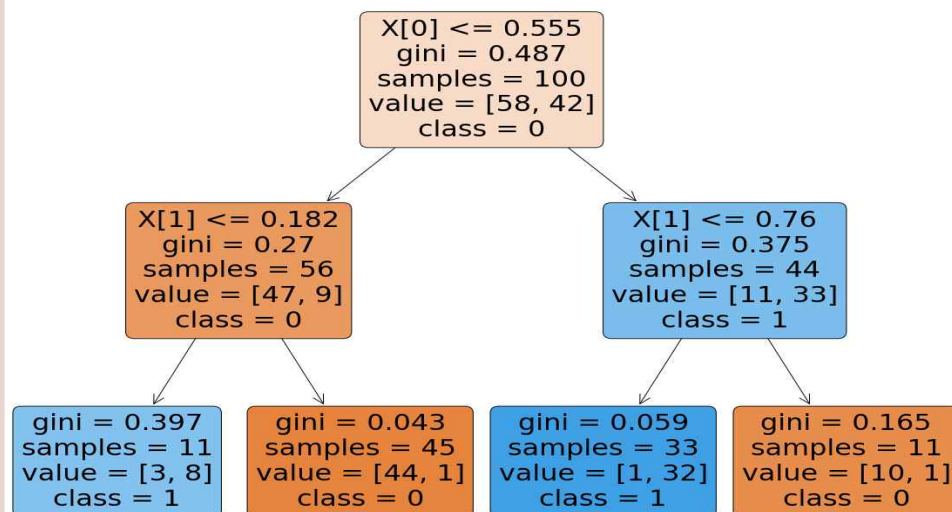 X[0] <= 0.555
gini = 0.487
samples = 100
value = [58, 42]
class = 0
X[1] <= 0.182
gini = 0.27
samples = 56
value = [47, 9]
class = 0
X[1] <= 0.76
gini = 0.375
samples = 44
value = [11, 33]
class = 1
gini = 0.397
samples = 11
value = [3, 8]
class = 1
gini = 0.043
samples = 45
value = [44, 1]
class = 0
gini = 0.059
samples = 33
value = [1, 32]
class = 1
gini = 0.165
samples = 11
value = [10, 1]
class = 0